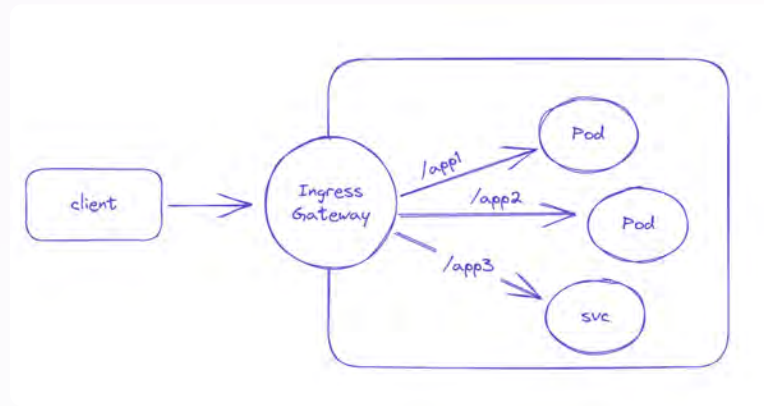 client
Ingress
Gateway
/app1
Pod
/app2
Pod
/app3
svc